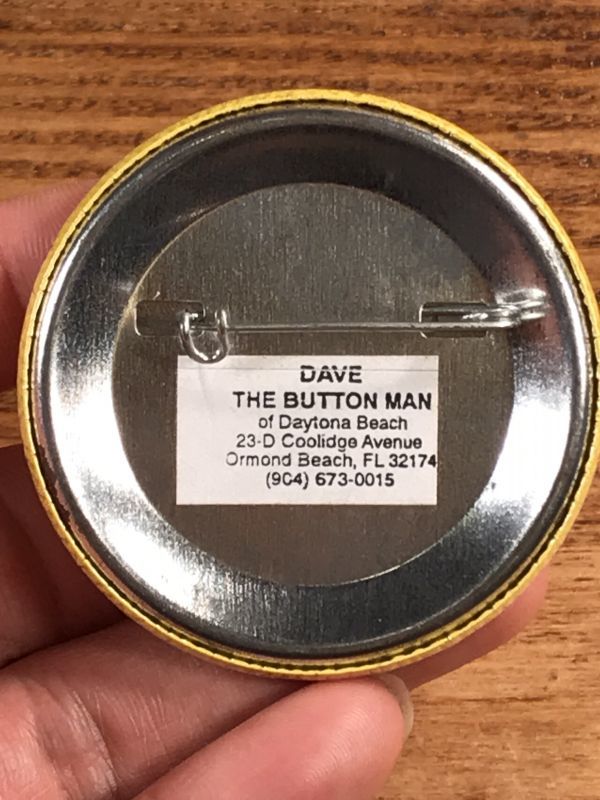 DAVE
THE BUTTON MAN
of Daytona Beach
23-D Coolidge Avenue
Ormond Beach, FL 32174
(904) 673-0015